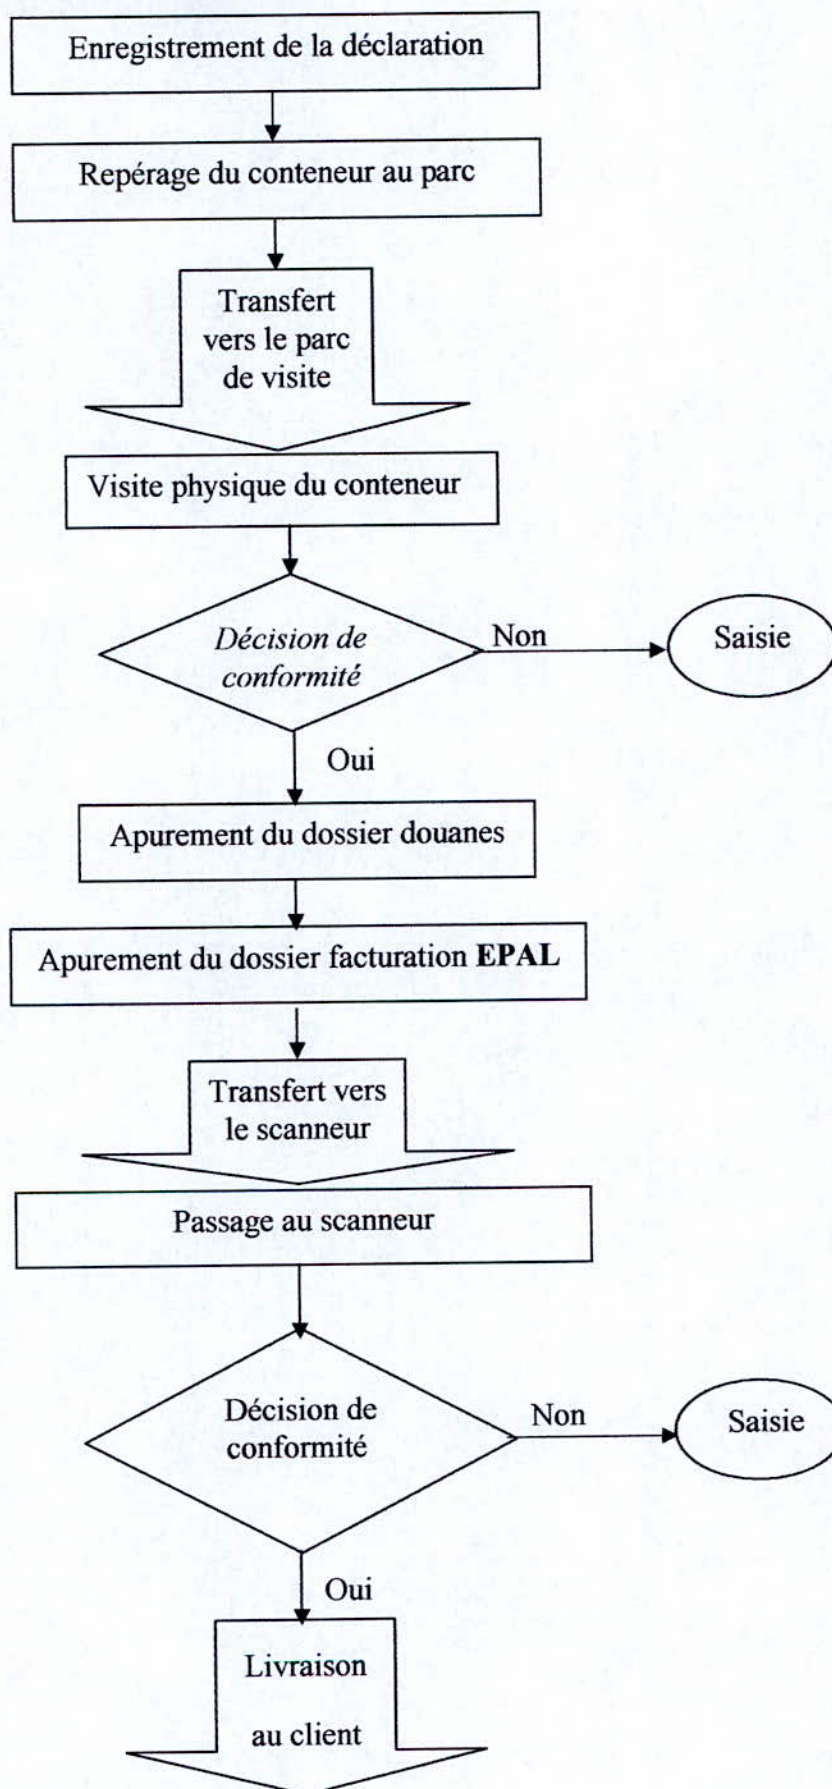 Enregistrement de la déclaration
Repérage du conteneur au parc
Transfert
vers le parc
de visite
Visite physique du conteneur
Décision de
conformité
Non
Saisie
Oui
Apurement du dossier douanes
Apurement du dossier facturation EPAL
Transfert vers
le scanneur
Passage au scanneur
Décision de
conformité
Non
Saisie
Oui
Livraison
au client